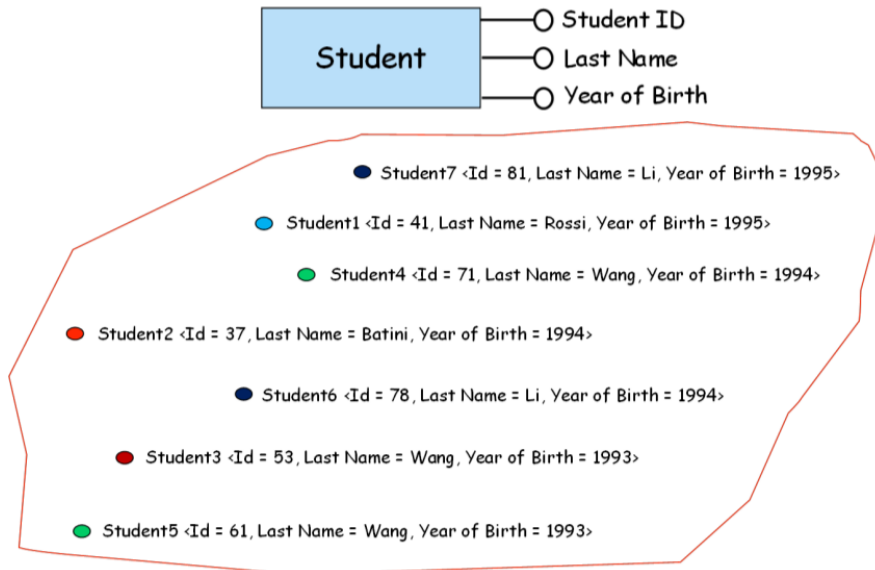 Student
Student ID
Last Name
Year of Birth
Student7 <Id = 81, Last Name = Li, Year of Birth = 1995>
Student1 <Id = 41, Last Name = Rossi, Year of Birth = 1995>
Student4 <Id = 71, Last Name = Wang, Year of Birth = 1994>
Student2 <Id = 37, Last Name = Batini, Year of Birth = 1994>
Student6 <Id = 78, Last Name = Li, Year of Birth = 1994>
Student3 <Id = 53, Last Name = Wang, Year of Birth = 1993>
Student5 <Id = 61, Last Name = Wang, Year of Birth = 1993>